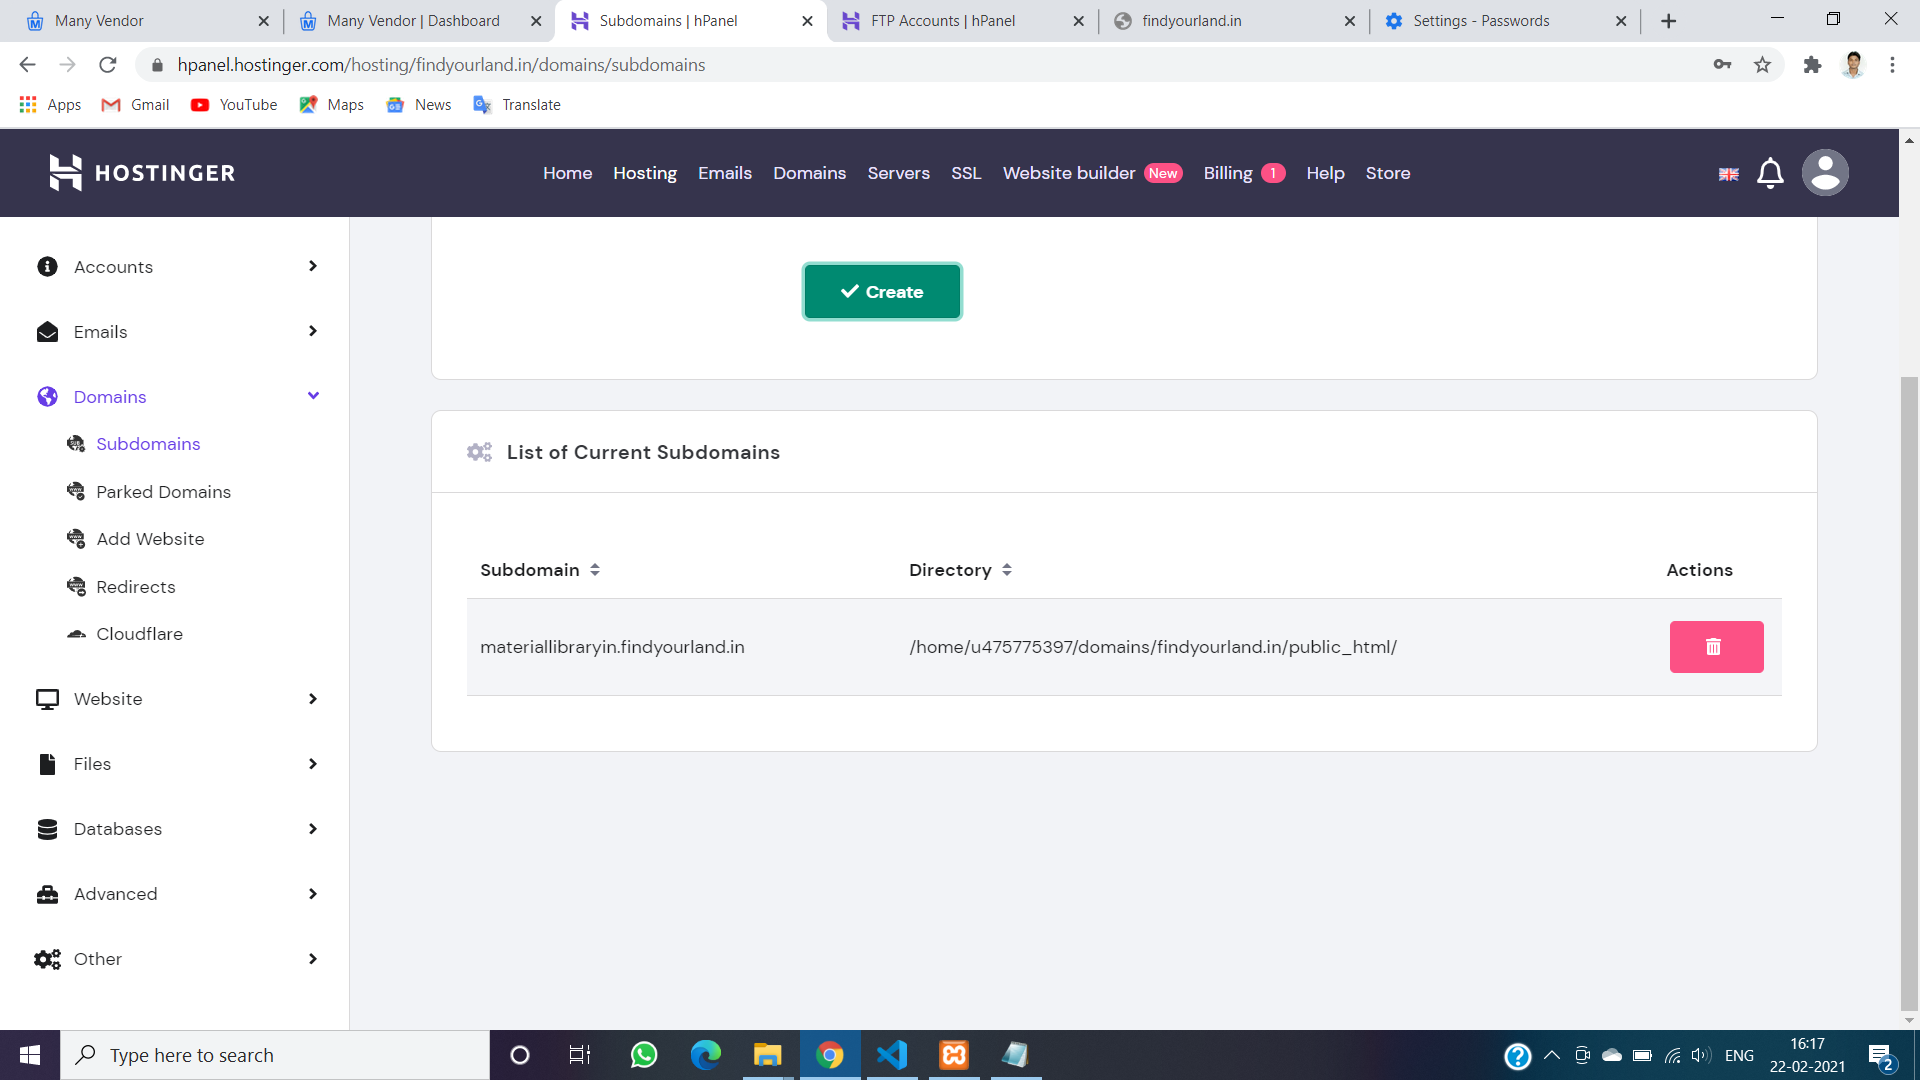 Many Vendor
Many Vendor | Dashboard
Subdomains | hPanel
FTP Accounts | hPanel
findyourland.in
Settings - Passwords
hpanel.hostinger.com/hosting/findyourland.in/domains/subdomains
Apps
Gmail
YouTube
Maps
News
Translate
HOSTINGER
Home
Hosting
Emails
Domains
Servers
SSL
Website builder New
Billing 1
Help
Store
Accounts
Emails
Domains
Subdomains
Parked Domains
Add Website
Redirects
Cloudflare
Website
Files
Databases
Advanced
Other
Create
List of Current Subdomains
Subdomain
Directory
Actions
materiallibraryin.findyourland.in
/home/u475775397/domains/findyourland.in/public_html/
Type here to search
ENG
16:17
22-02-2021
2